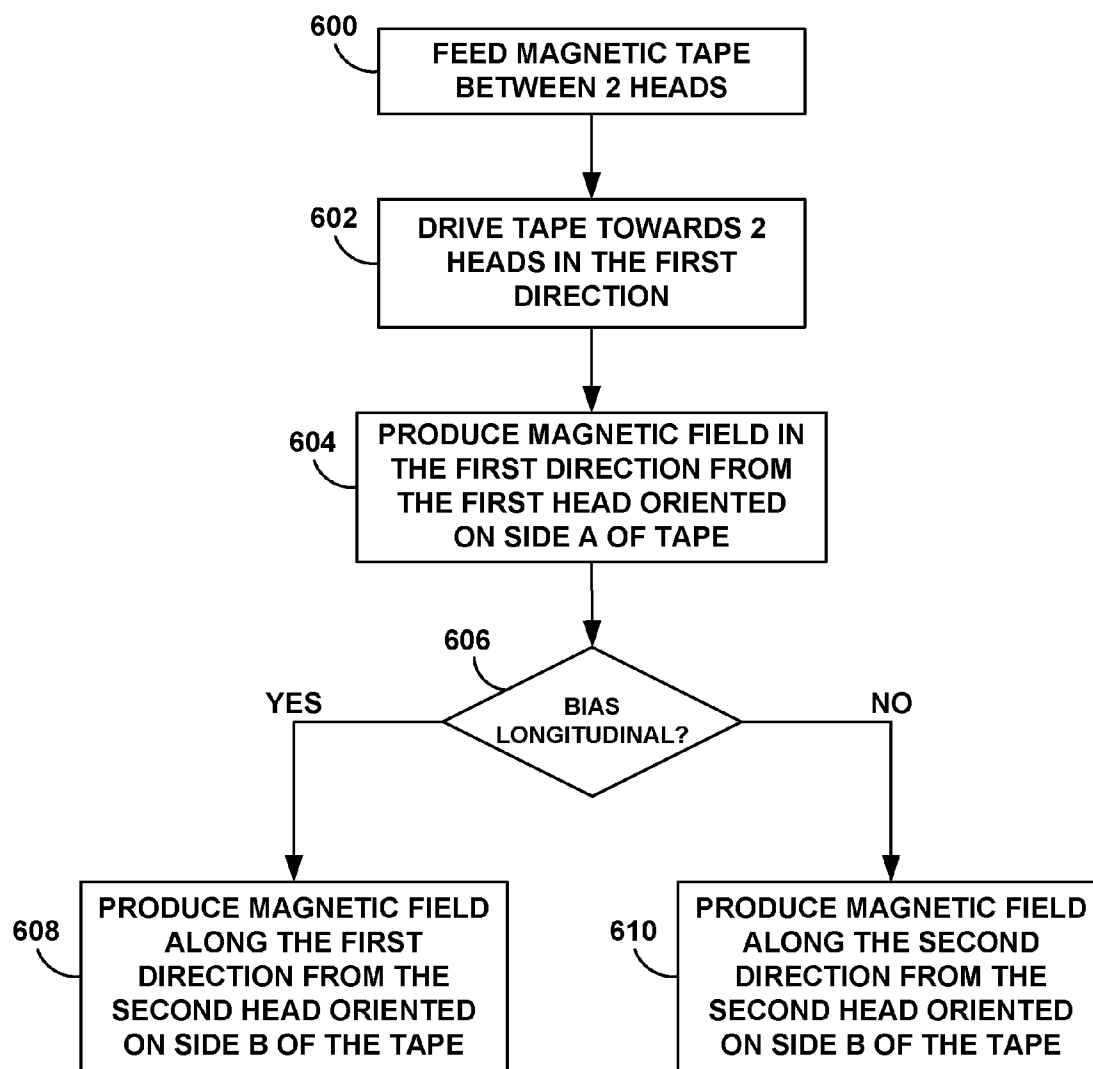 600
FEED MAGNETIC TAPE
BETWEEN 2 HEADS
602
DRIVE TAPE TOWARDS 2
HEADS IN THE FIRST
DIRECTION
604
PRODUCE MAGNETIC FIELD IN
THE FIRST DIRECTION FROM
THE FIRST HEAD ORIENTED
ON SIDE A OF TAPE
606
BIAS
LONGITUDINAL?
YES
NO
608
PRODUCE MAGNETIC FIELD
ALONG THE FIRST
DIRECTION FROM THE
SECOND HEAD ORIENTED
ON SIDE B OF THE TAPE
610
PRODUCE MAGNETIC FIELD
ALONG THE SECOND
DIRECTION FROM THE
SECOND HEAD ORIENTED
ON SIDE B OF THE TAPE